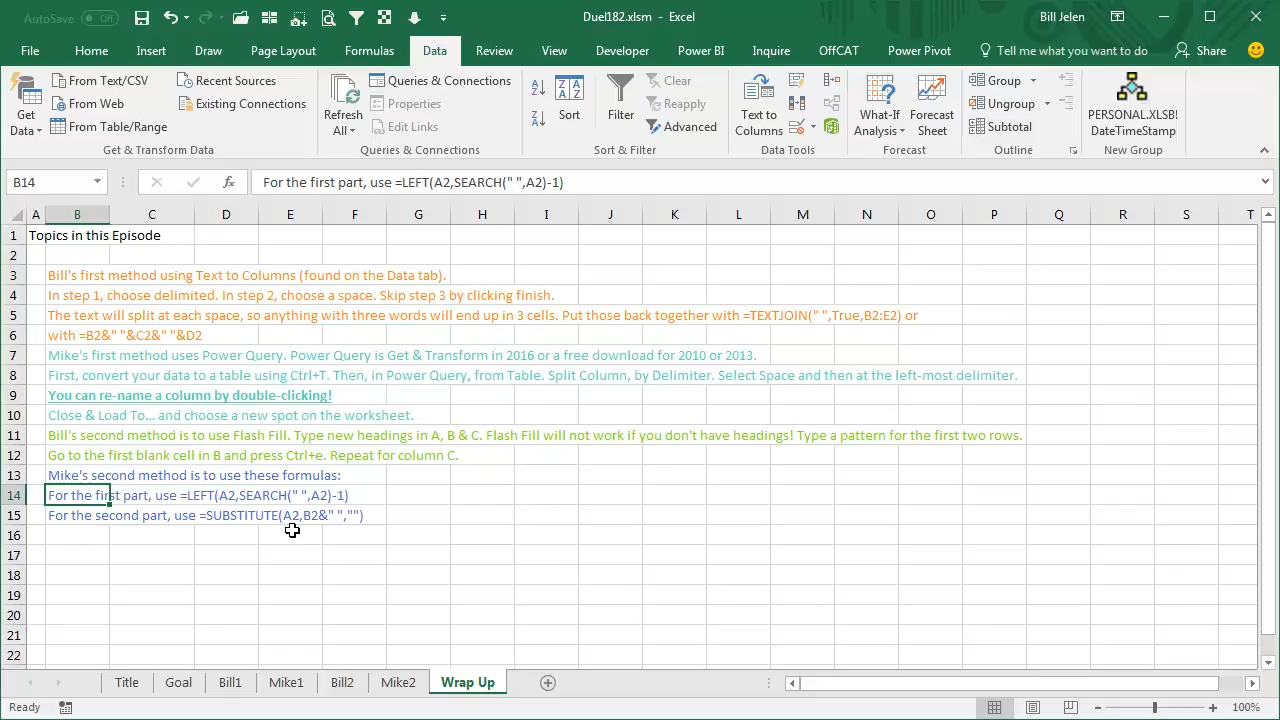 AutoSave Off
Duel182.xlsm - Excel
Bill Jelen
File Home Insert Draw Page Layout Formulas Data Review View Developer Power BI Inquire OffCAT Power Pivot Tell me what you want to do Share
Get Data
From Text/CSV
From Web
From Table/Range
Recent Sources
Existing Connections
Get & Transform Data
Refresh All
Queries & Connections
Properties
Edit Links
Queries & Connections
Sort
Filter
Clear
Reapply
Advanced
Sort & Filter
Text to Columns
Data Tools
What-If Analysis
Forecast Sheet
Forecast
Group
Ungroup
Subtotal
Outline
PERSONAL.XLSB! DateTimeStamp
New Group
B14
fx
For the first part, use =LEFT(A2,SEARCH(" ",A2)-1)
A B C D E F G H I J K L M N O P Q R S T
1 Topics in this Episode
2
3 Bill's first method using Text to Columns (found on the Data tab).
4 In step 1, choose delimited. In step 2, choose a space. Skip step 3 by clicking finish.
5 The text will split at each space, so anything with three words will end up in 3 cells. Put those back together with =TEXTJOIN(" ",True,B2:E2) or
6 with =B2&" "&C2&" "&D2
7 Mike's first method uses Power Query. Power Query is Get & Transform in 2016 or a free download for 2010 or 2013.
8 First, convert your data to a table using Ctrl+T. Then, in Power Query, from Table. Split Column, by Delimiter. Select Space and then at the left-most delimiter.
9 You can re-name a column by double-clicking!
10 Close & Load To... and choose a new spot on the worksheet.
11 Bill's second method is to use Flash Fill. Type new headings in A, B & C. Flash Fill will not work if you don't have headings! Type a pattern for the first two rows.
12 Go to the first blank cell in B and press Ctrl+e. Repeat for column C.
13 Mike's second method is to use these formulas:
14 For the first part, use =LEFT(A2,SEARCH(" ",A2)-1)
15 For the second part, use =SUBSTITUTE(A2,B2&" ","")
16
17
18
19
20
21
22
Title Goal Bill1 Mike1 Bill2 Mike2 Wrap Up
Ready
100%